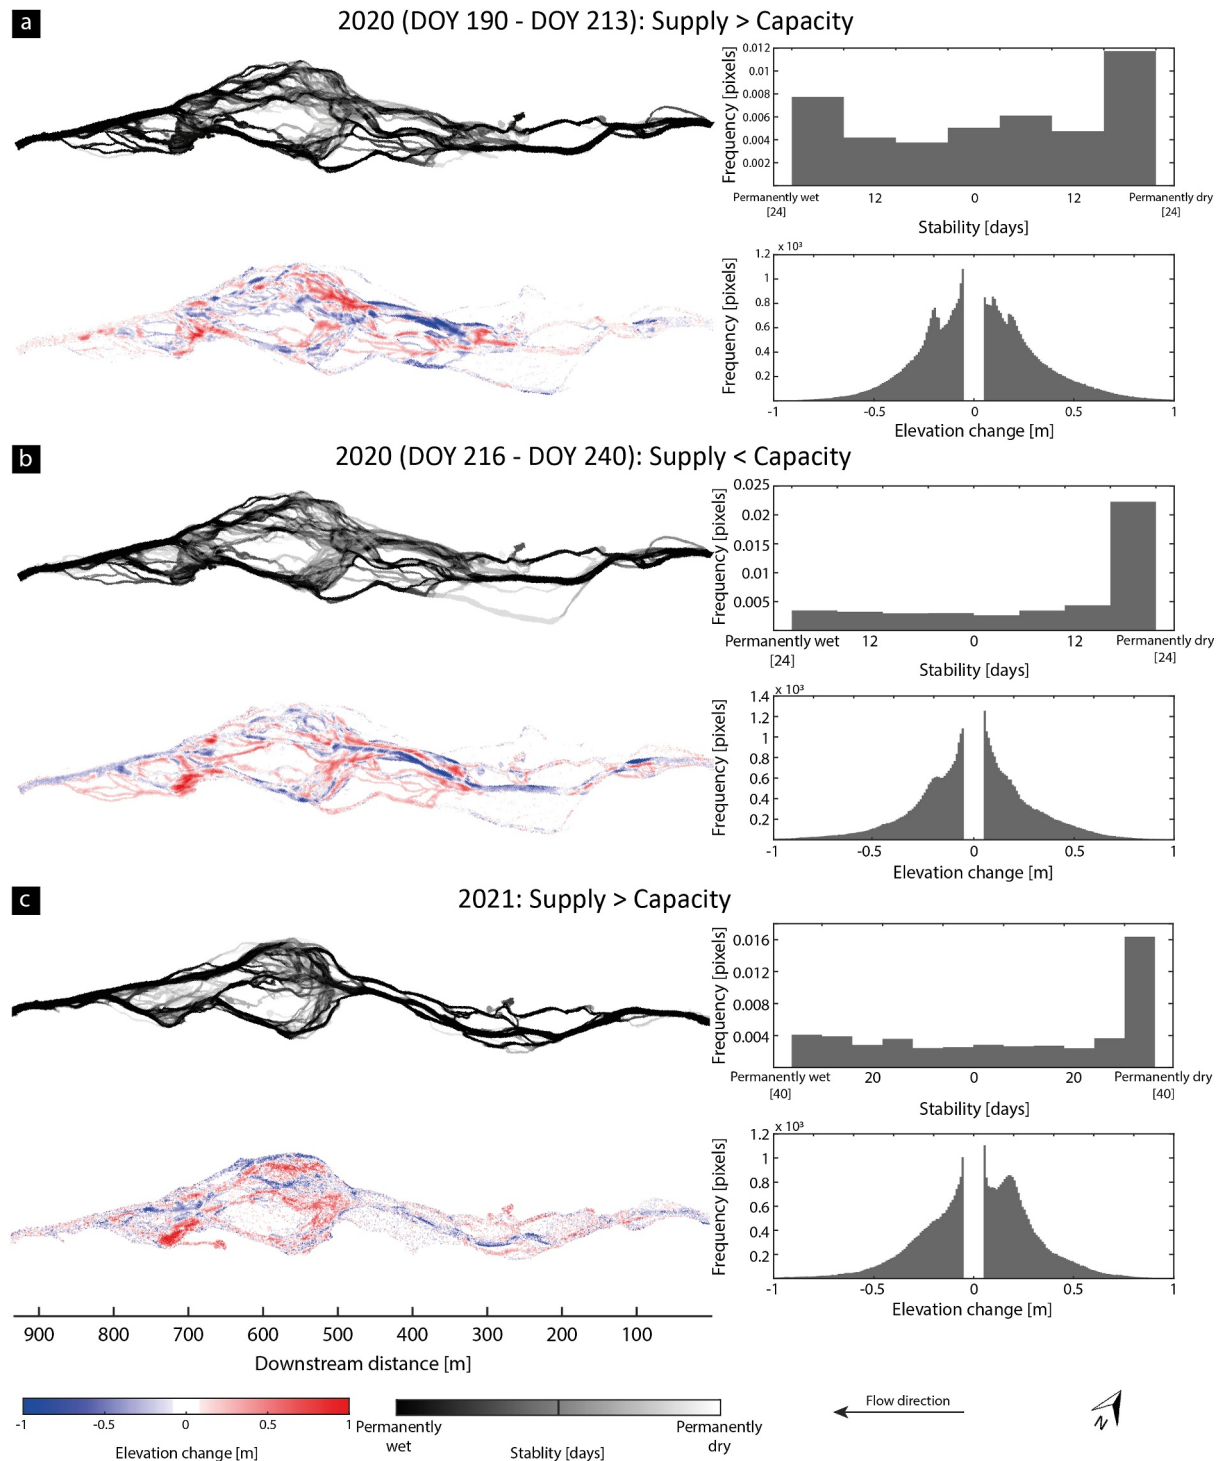 a
2020 (DOY 190 - DOY 213): Supply > Capacity
Frequency [pixels]
0.012
0.01
0.008
0.006
0.004
0.002
Permanently wet
[24]
12
0
12
Permanently dry
[24]
Stability [days]
x 10³
Frequency [pixels]
1.2
1
0.8
0.6
0.4
0.2
-1
-0.5
0
0.5
1
Elevation change [m]
b
2020 (DOY 216 - DOY 240): Supply < Capacity
Frequency [pixels]
0.025
0.02
0.015
0.01
0.005
Permanently wet
[24]
12
0
12
Permanently dry
[24]
Stability [days]
x 10³
Frequency [pixels]
1.4
1.2
1
0.8
0.6
0.4
0.2
-1
-0.5
0
0.5
1
Elevation change [m]
c
2021: Supply > Capacity
Frequency [pixels]
0.016
0.012
0.008
0.004
Permanently wet
[40]
20
0
20
Permanently dry
[40]
Stability [days]
x 10³
Frequency [pixels]
1.2
1
0.8
0.6
0.4
0.2
-1
-0.5
0
0.5
1
Elevation change [m]
900 800 700 600 500 400 300 200 100
Downstream distance [m]
-1 -0.5 0 0.5 1
Elevation change [m]
Permanently
wet
Permanently
dry
Stablity [days]
Flow direction
N